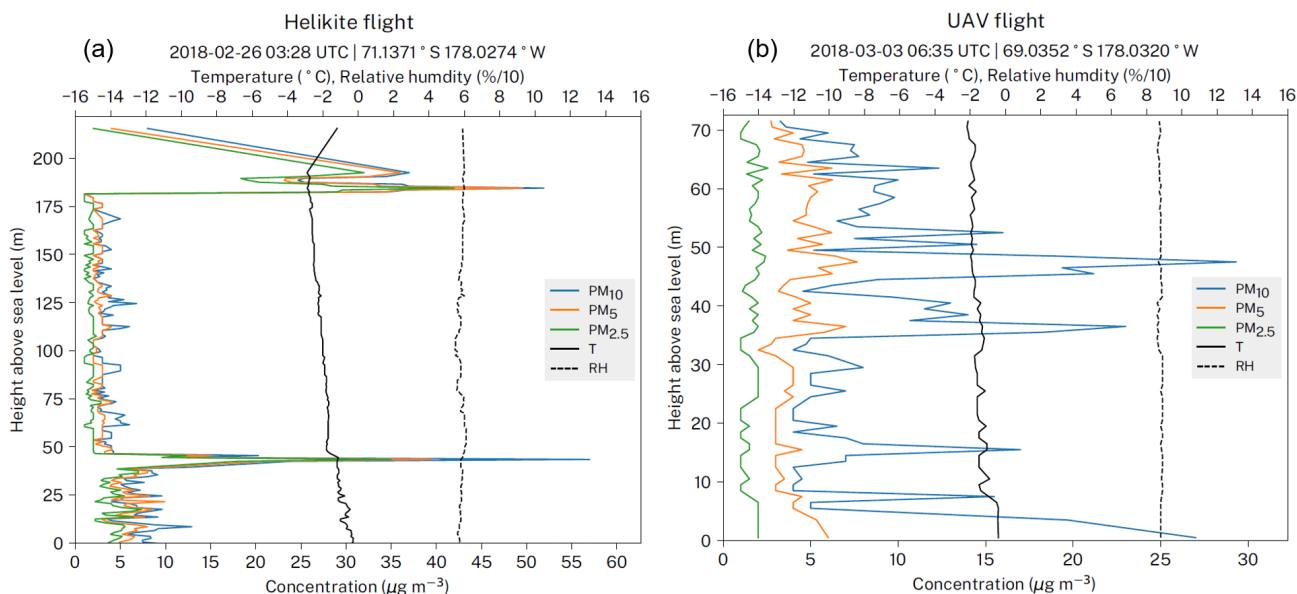 Helikite flight
(a)
2018-02-26 03:28 UTC | 71.1371°S 178.0274°W
Temperature (°C), Relative humidity (%/10)
−16 −14 −12 −10 −8 −6 −4 −2 0 2 4 6 8 10 12 14 16
200
175
150
125
100
75
50
25
0
Height above sea level (m)
PM10
PM5
PM2.5
T
RH
0 5 10 15 20 25 30 35 40 45 50 55 60
Concentration (μg m−3)
UAV flight
(b)
2018-03-03 06:35 UTC | 69.0352°S 178.0320°W
Temperature (°C), Relative humidity (%/10)
−16 −14 −12 −10 −8 −6 −4 −2 0 2 4 6 8 10 12 14 16
70
60
50
40
30
20
10
0
Height above sea level (m)
PM10
PM5
PM2.5
T
RH
0 5 10 15 20 25 30
Concentration (μg m−3)